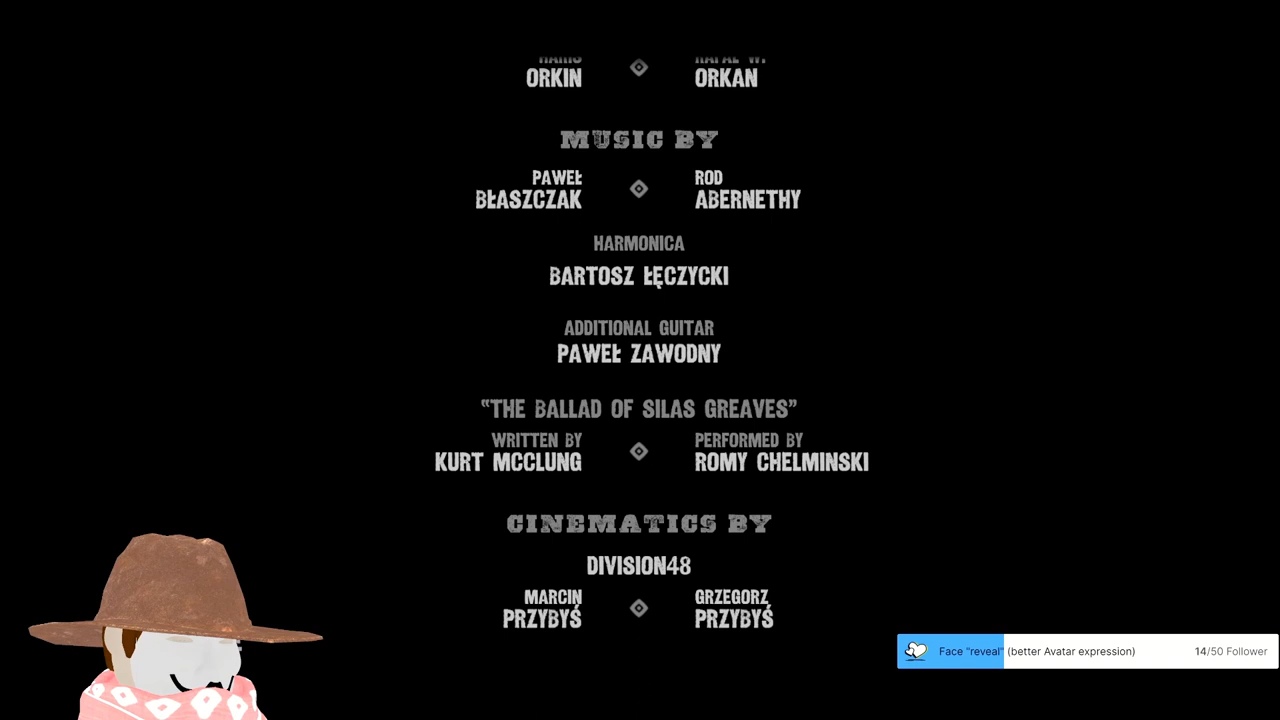 ORKIN ORKAN
MUSIC BY
PAWEŁ ROD
BŁASZCZAK ABERNETHY
HARMONICA
BARTOSZ ŁĘCZYCKI
ADDITIONAL GUITAR
PAWEŁ ZAWODNY
“THE BALLAD OF SILAS GREAVES”
WRITTEN BY PERFORMED BY
KURT MCCLUNG ROMY CHELMINSKI
CINEMATICS BY
DIVISION48
MARCIN GRZEGORZ
PRZYBYŚ PRZYBYŚ
Face "reveal" (better Avatar expression) 14/50 Follower